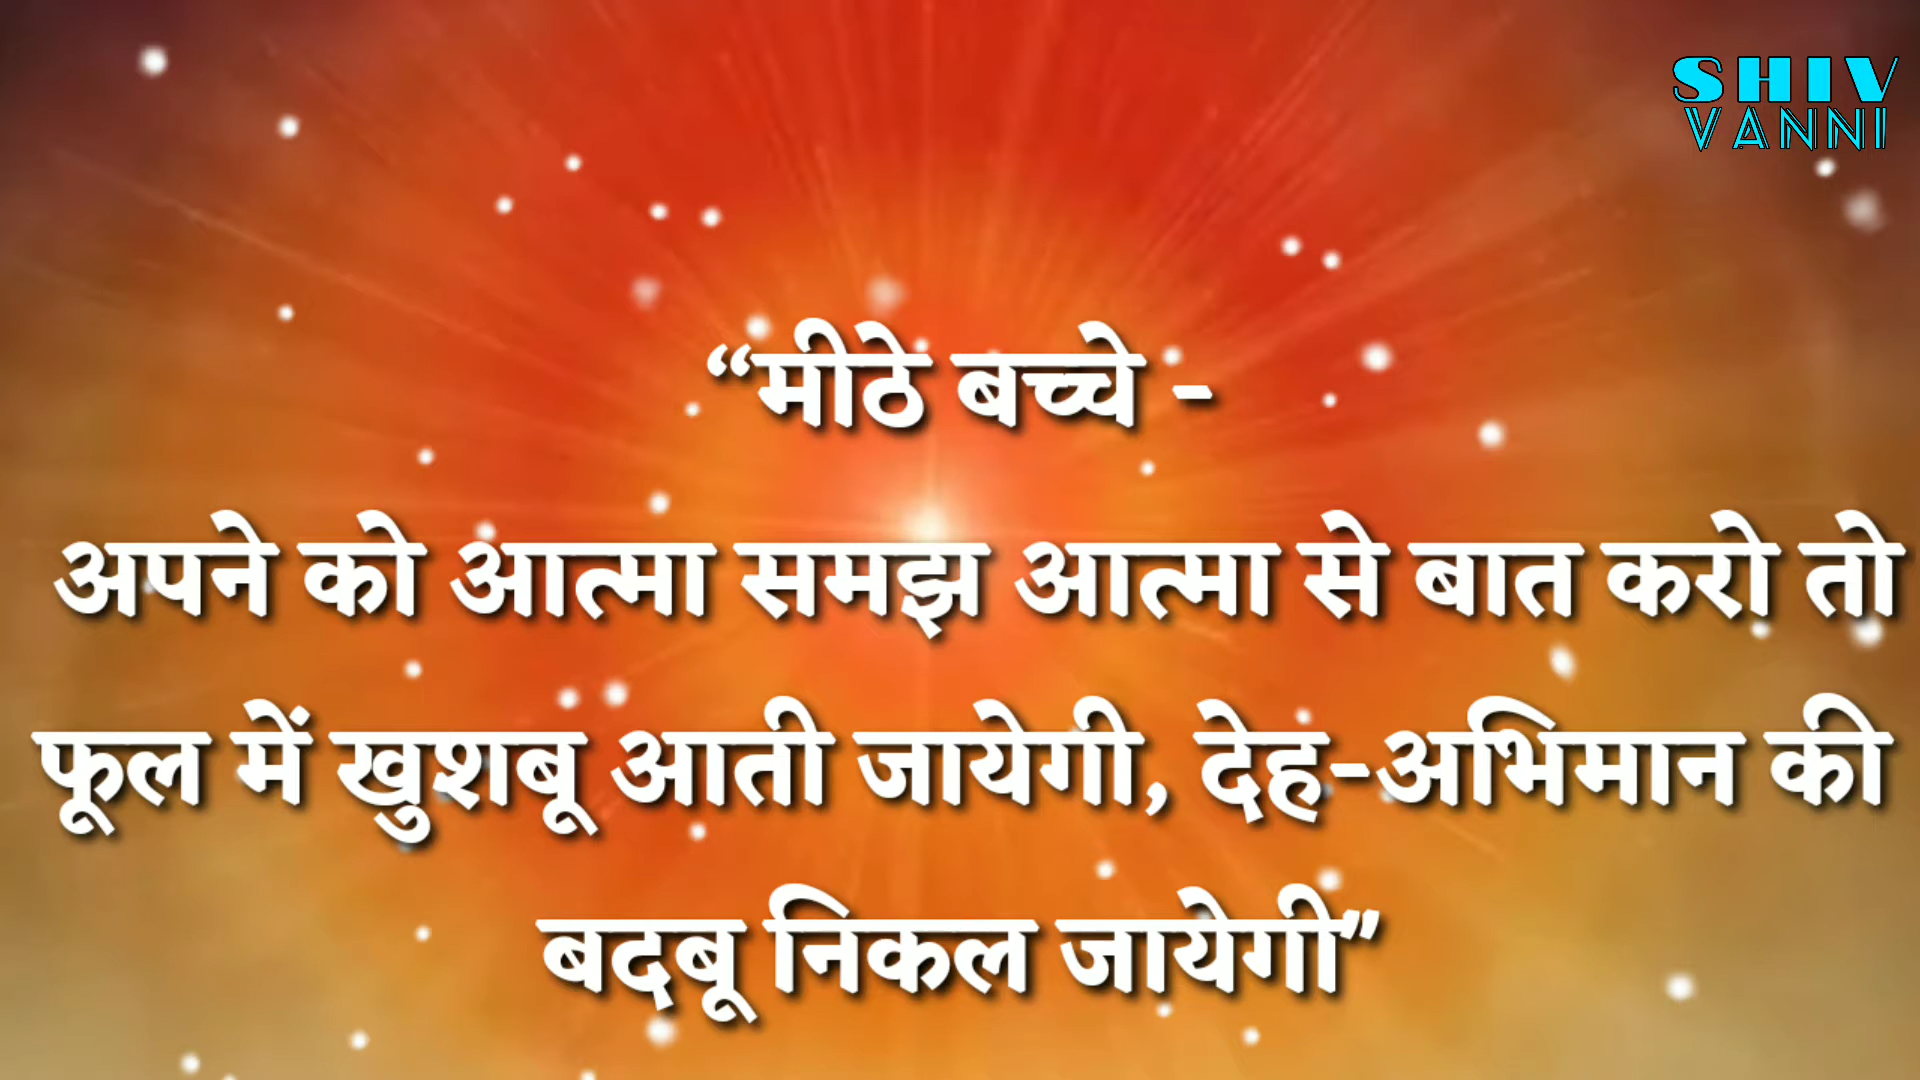 SHIV
VANNI
“मीठे बच्चे -
अपने को आत्मा समझ आत्मा से बात करो तो
फूल में खुशबू आती जायेगी, देह-अभिमान की
बदबू निकल जायेगी”